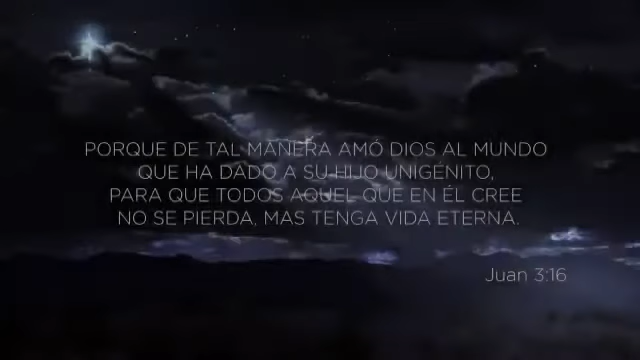 PORQUE DE TAL MANERA AMÓ DIOS AL MUNDO
QUE HA DADO A SU HIJO UNIGÉNITO,
PARA QUE TODOS AQUEL QUE EN ÉL CREE
NO SE PIERDA, MAS TENGA VIDA ETERNA.
Juan 3:16